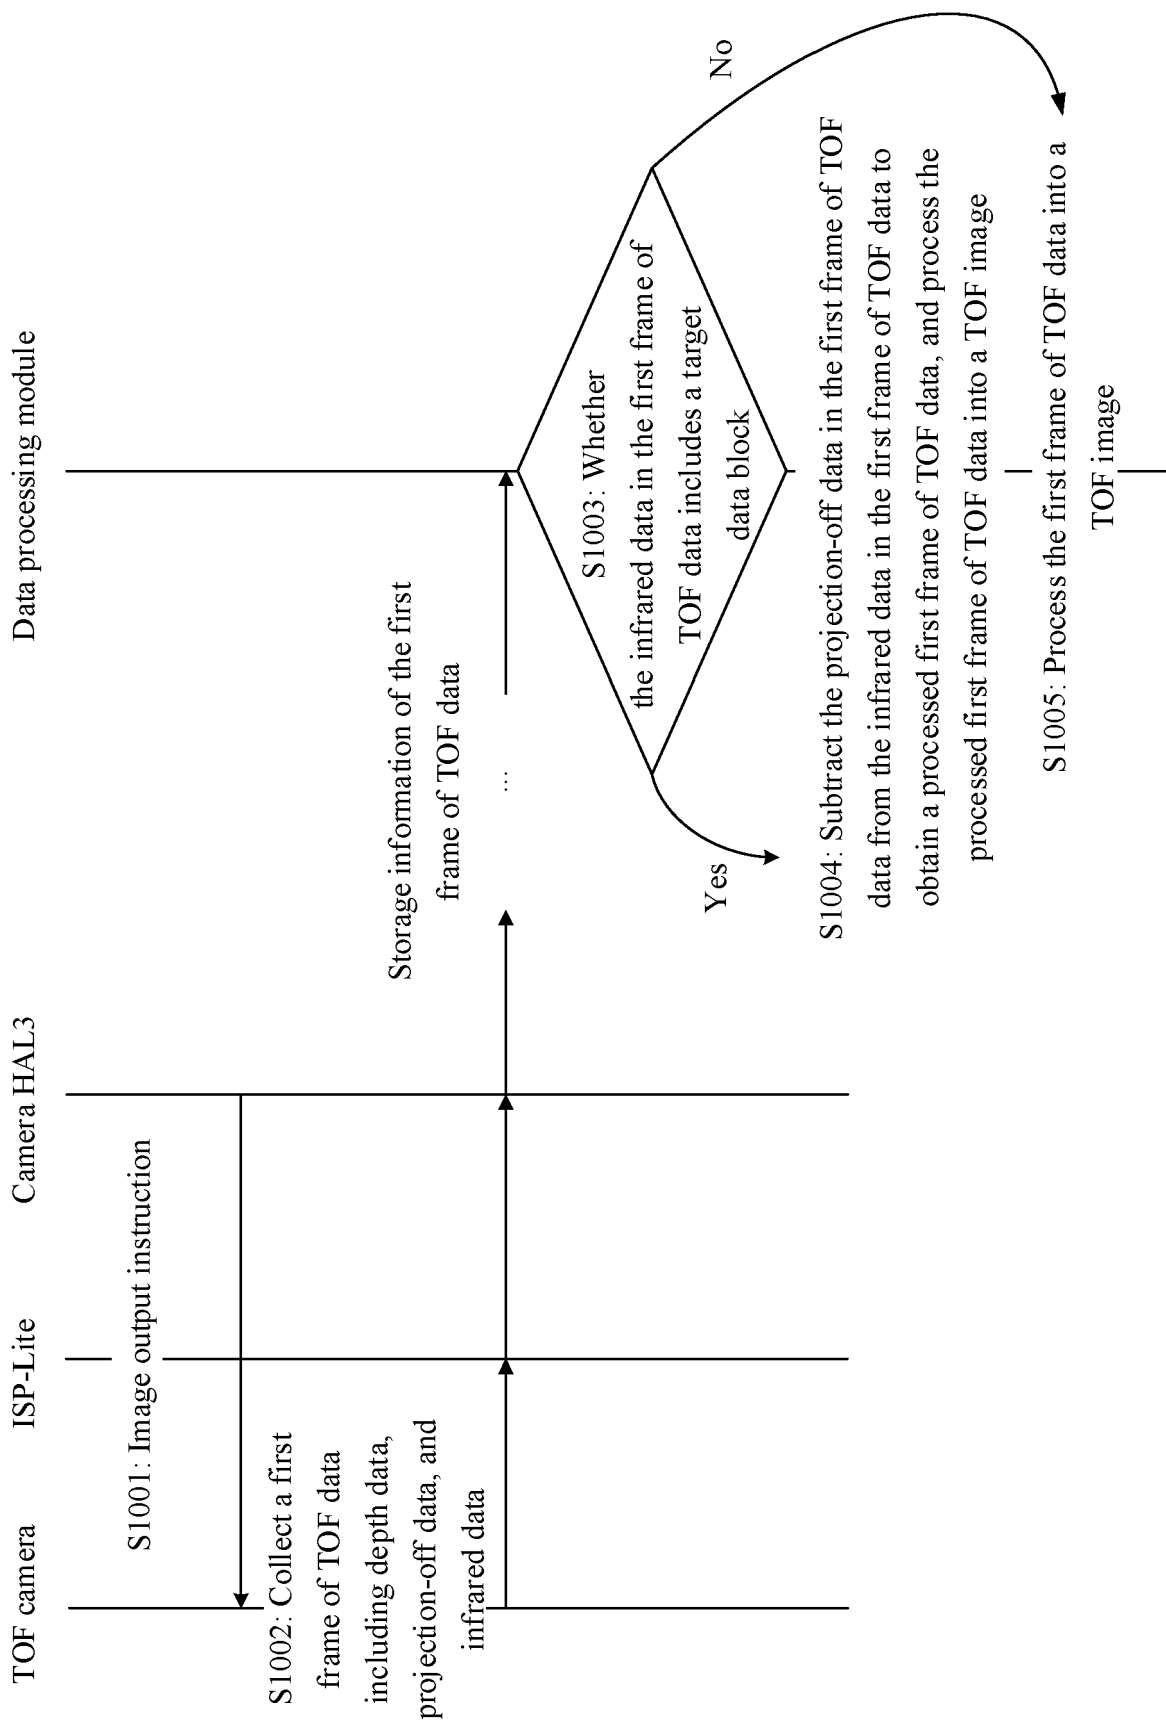 TOF camera
ISP-Lite
Camera HAL3
Data processing module
S1001: Image output instruction
S1002: Collect a first
frame of TOF data
including depth data,
projection-off data, and
infrared data
Storage information of the first
frame of TOF data
...
S1003: Whether
the infrared data in the first frame of
TOF data includes a target
data block
Yes
No
S1004: Subtract the projection-off data in the first frame of TOF
data from the infrared data in the first frame of TOF data to
obtain a processed first frame of TOF data, and process the
processed first frame of TOF data into a TOF image
S1005: Process the first frame of TOF data into a
TOF image